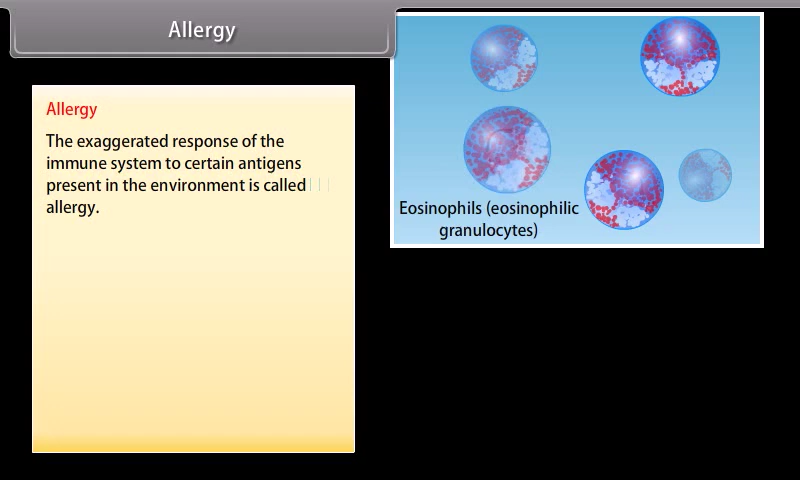 Allergy
Allergy
The exaggerated response of the
immune system to certain antigens
present in the environment is called
allergy.
Eosinophils (eosinophilic
granulocytes)